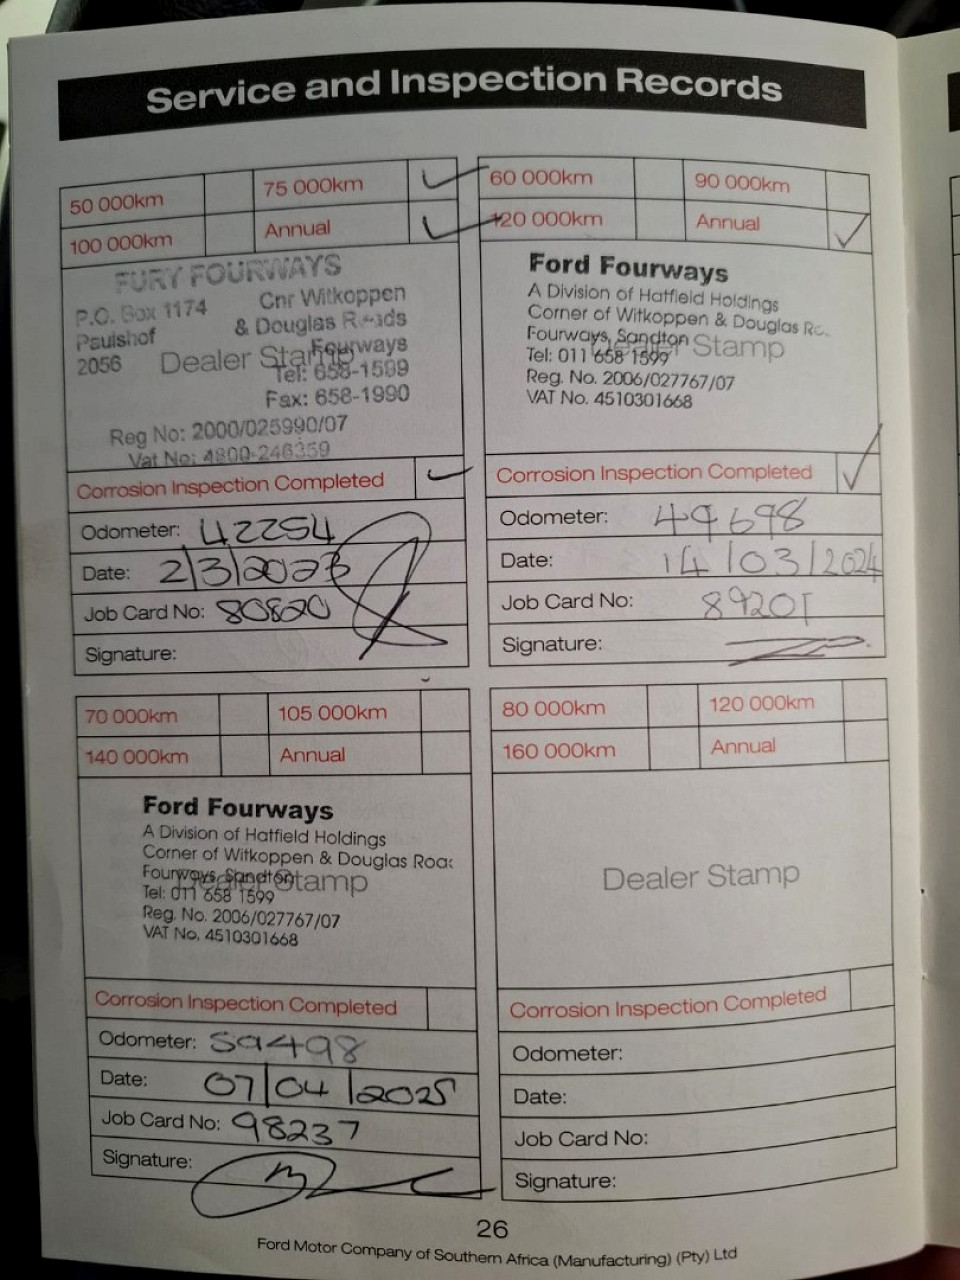 Service and Inspection Records
50 000km 75 000km
100 000km Annual
FURY FOURWAYS
P.O. Box 1174
Paulshof
2056
Cnr Witkoppen
& Douglas Roads
Fourways
Dealer Stamp
Tel: 658-1599
Fax: 658-1990
Reg No: 2000/025990/07
Vat No: 4800-246359
Corrosion Inspection Completed
Odometer: 42254
Date: 2/3/2023
Job Card No: 80820
Signature:
60 000km 90 000km
120 000km Annual
Ford Fourways
A Division of Hatfield Holdings
Corner of Witkoppen & Douglas
Fourways, Sandton
Dealer Stamp
Tel: 011 658 1599
Reg. No. 2006/027767/07
VAT No. 4510301668
Corrosion Inspection Completed
Odometer: 49698
Date: 14/03/2024
Job Card No: 89201
Signature:
70 000km 105 000km
140 000km Annual
Ford Fourways
A Division of Hatfield Holdings
Corner of Witkoppen & Douglas Roac
Fourways, Sandton
Dealer Stamp
Tel: 011 658 1599
Reg. No. 2006/027767/07
VAT No. 4510301668
Corrosion Inspection Completed
Odometer: 59498
Date: 07/04/2025
Job Card No: 98237
Signature:
80 000km 120 000km
160 000km Annual
Dealer Stamp
Corrosion Inspection Completed
Odometer:
Date:
Job Card No:
Signature:
26
Ford Motor Company of Southern Africa (Manufacturing) (Pty) Ltd